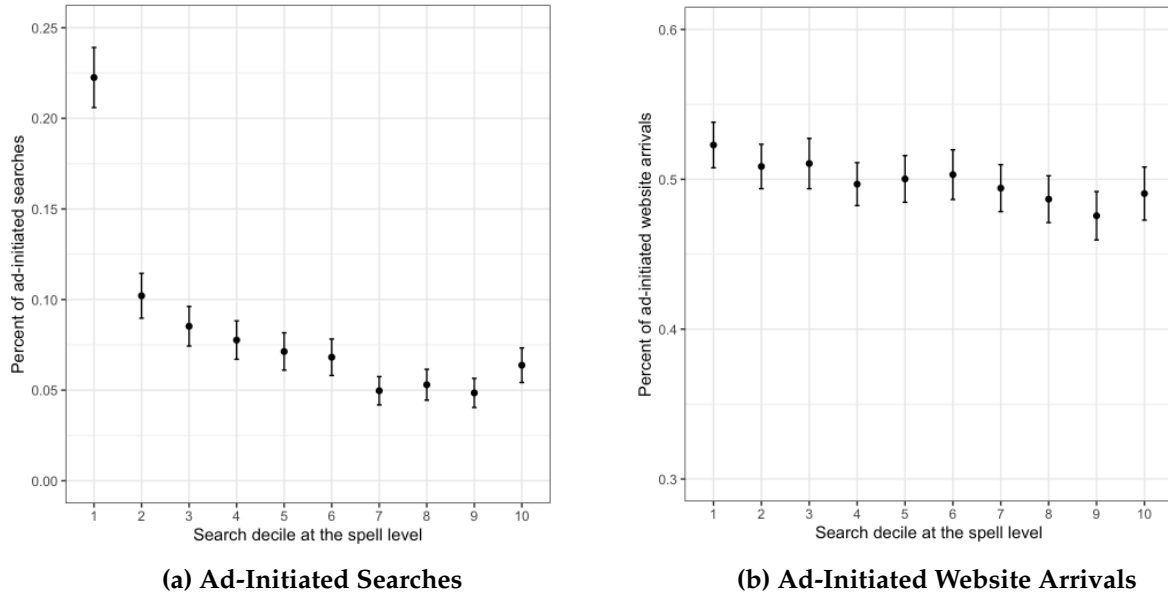 Percent of ad-initiated searches
0.25
0.20
0.15
0.10
0.05
0.00
1 2 3 4 5 6 7 8 9 10
Search decile at the spell level
(a) Ad-Initiated Searches
Percent of ad-initiated website arrivals
0.6
0.5
0.4
0.3
1 2 3 4 5 6 7 8 9 10
Search decile at the spell level
(b) Ad-Initiated Website Arrivals